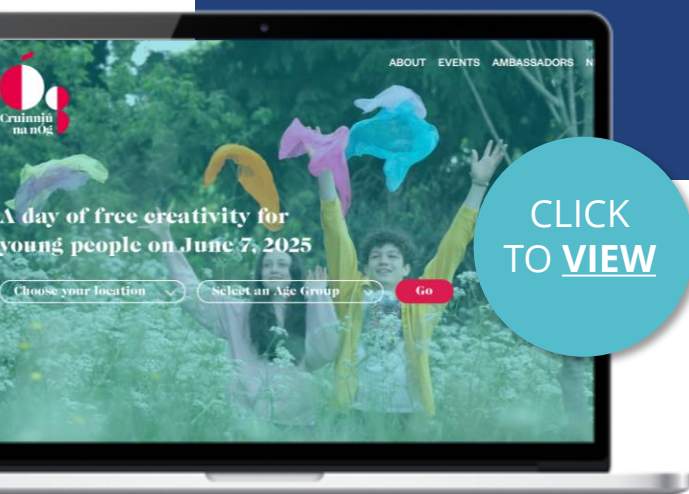 ABOUT EVENTS AMBASSADORS N
Cruinniú
na nÓg
A day of free creativity for
young people on June 7, 2025
Choose your location
Select an Age Group
Go
CLICK
TO VIEW